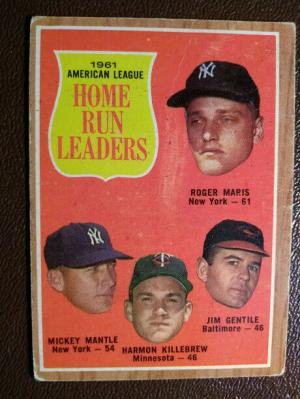 1961
AMERICAN LEAGUE
HOME
RUN
LEADERS
ROGER MARIS
New York — 61
MICKEY MANTLE
New York — 54
HARMON KILLEBREW
Minnesota — 46
JIM GENTILE
Baltimore — 46